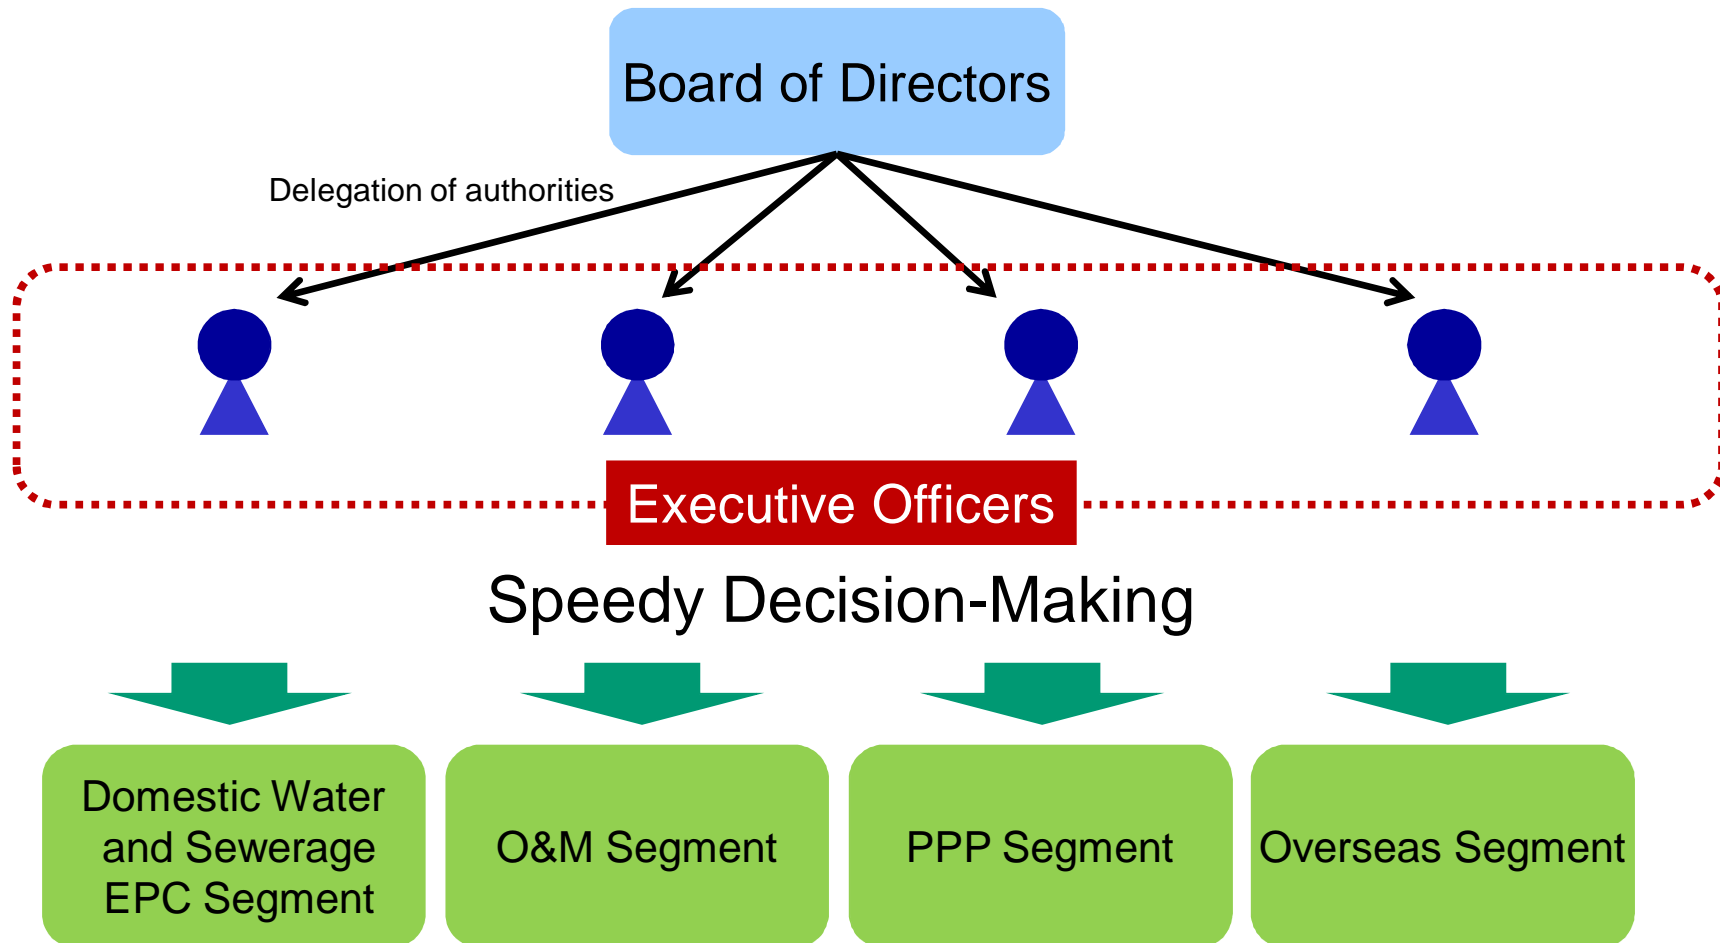 Board of Directors
Delegation of authorities
Executive Officers
Speedy Decision-Making
Domestic Water
and Sewerage
EPC Segment
O&M Segment
PPP Segment
Overseas Segment